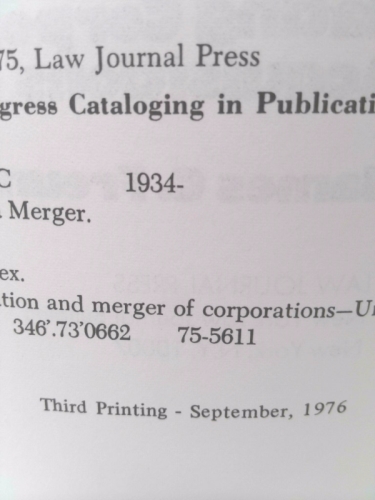 75, Law Journal Press
gress Cataloging in Publicati
C 1934-
Merger.
ex.
tion and merger of corporations—U
346'.73'0662 75-5611
Third Printing - September, 1976